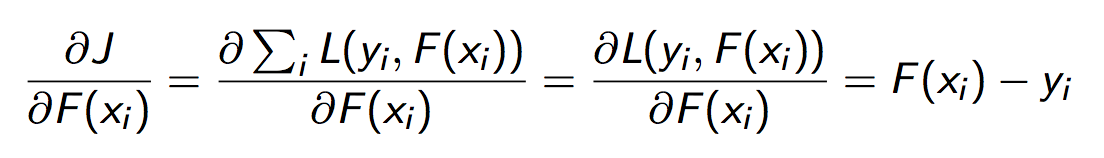 ∂J/∂F(xᵢ) = ∂∑ᵢ L(yᵢ, F(xᵢ))/∂F(xᵢ) = ∂L(yᵢ, F(xᵢ))/∂F(xᵢ) = F(xᵢ) − yᵢ